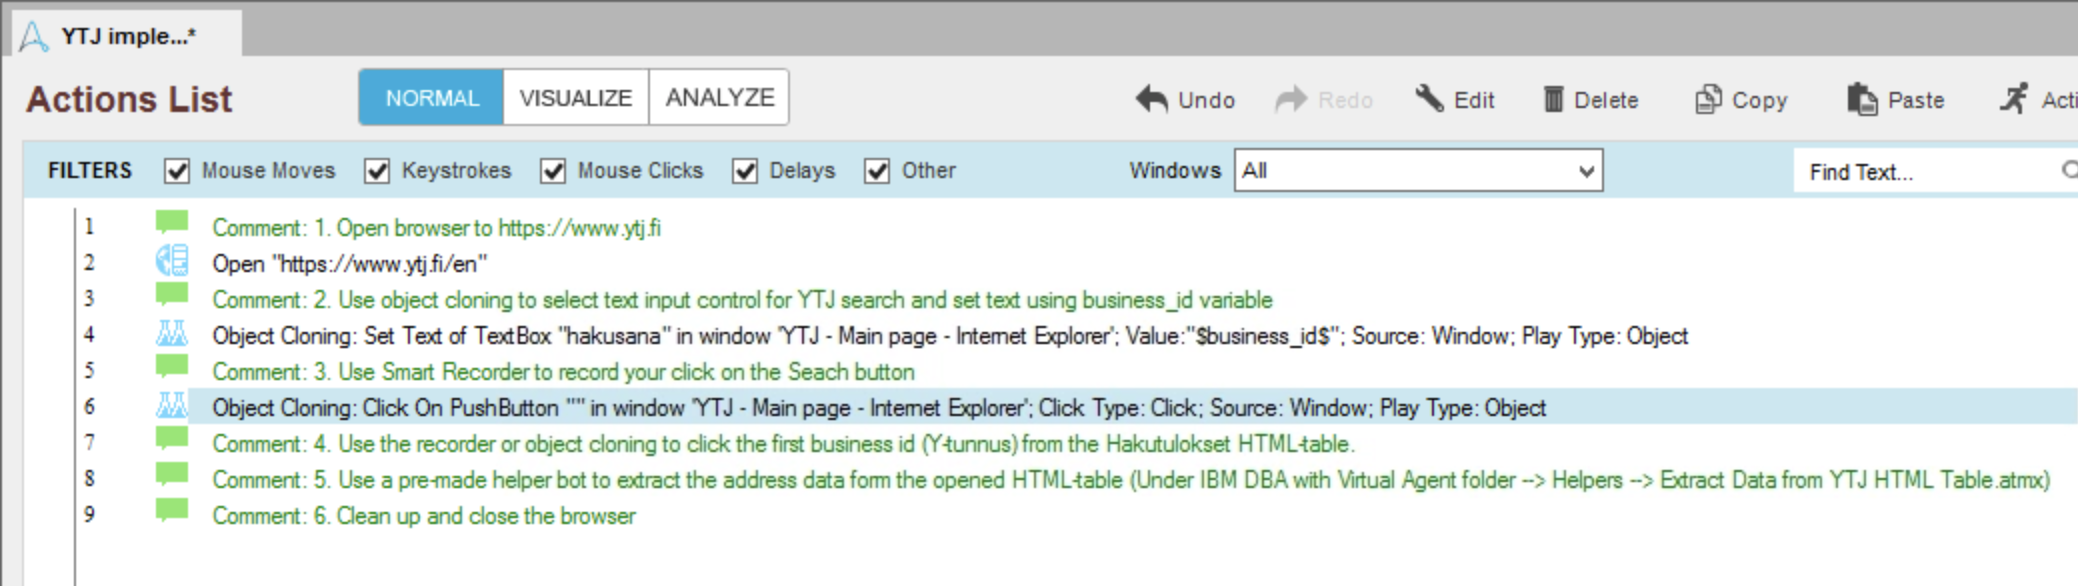 YTJ imple...*
Actions List NORMAL VISUALIZE ANALYZE Undo Redo Edit Delete Copy Paste Acti
FILTERS Mouse Moves Keystrokes Mouse Clicks Delays Other Windows All Find Text...
1 Comment: 1. Open browser to https://www.ytj.fi
2 Open "https://www.ytj.fi/en"
3 Comment: 2. Use object cloning to select text input control for YTJ search and set text using business_id variable
4 Object Cloning: Set Text of TextBox "hakusana" in window 'YTJ - Main page - Internet Explorer'; Value:"$business_id$"; Source: Window; Play Type: Object
5 Comment: 3. Use Smart Recorder to record your click on the Seach button
6 Object Cloning: Click On PushButton "" in window 'YTJ - Main page - Internet Explorer'; Click Type: Click; Source: Window; Play Type: Object
7 Comment: 4. Use the recorder or object cloning to click the first business id (Y-tunnus) from the Hakutulokset HTML-table.
8 Comment: 5. Use a pre-made helper bot to extract the address data form the opened HTML-table (Under IBM DBA with Virtual Agent folder --> Helpers --> Extract Data from YTJ HTML Table.atmx)
9 Comment: 6. Clean up and close the browser